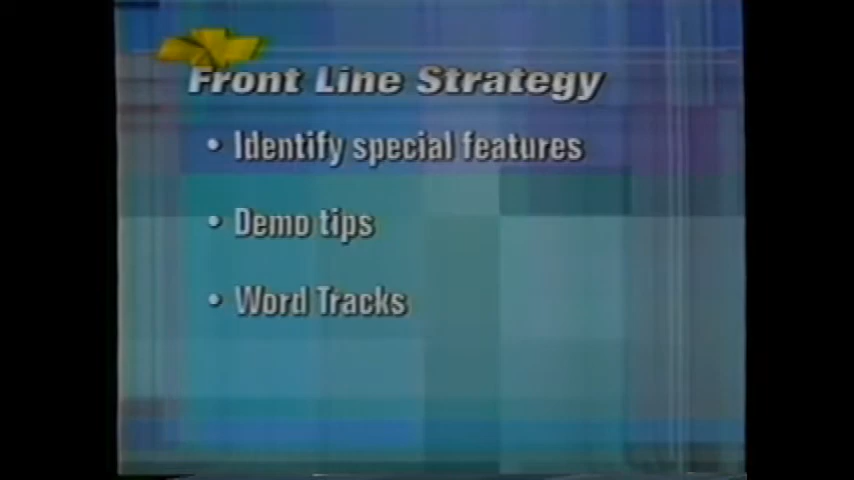 Front Line Strategy
• Identify special features
• Demo tips
• Word Tracks